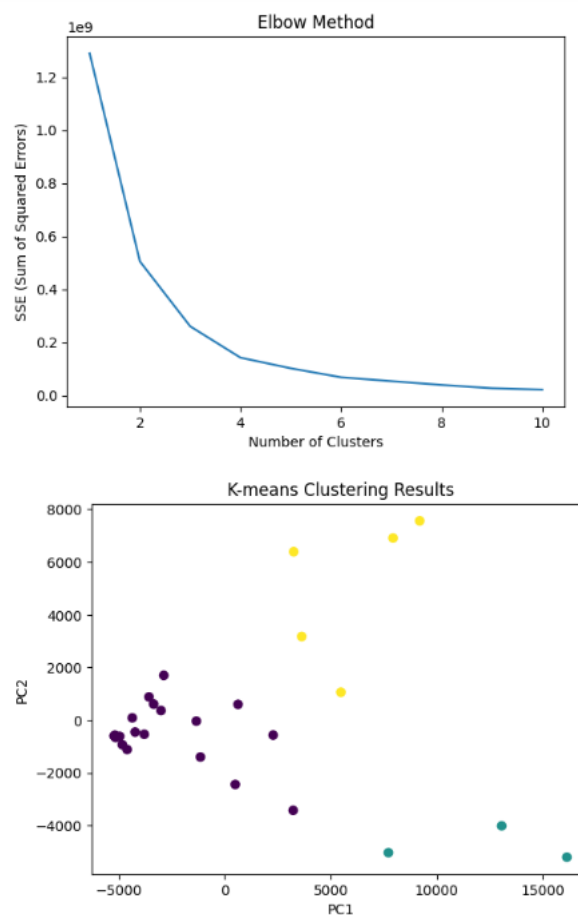 Elbow Method
1e9
1.2
1.0
0.8
0.6
0.4
0.2
0.0
SSE (Sum of Squared Errors)
2 4 6 8 10
Number of Clusters
K-means Clustering Results
8000
6000
4000
2000
0
−2000
−4000
PC2
−5000 0 5000 10000 15000
PC1